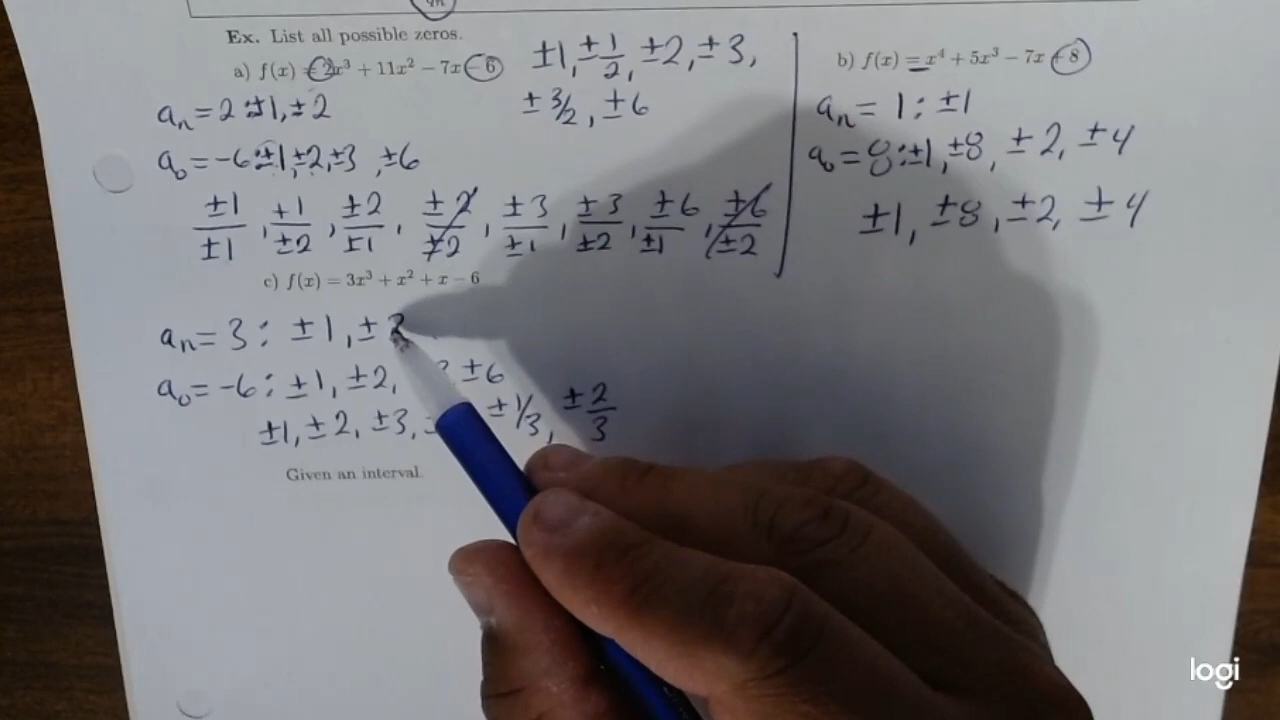 Ex. List all possible zeros.
a) f(x) = 2x³ + 11x² − 7x − 6
±1, ±1/2, ±2, ±3,
± 3/2, ±6
aₙ = 2 : ±1, ±2
a₀ = −6 : ±1, ±2, ±3, ±6
±1/±1, ±1/±2, ±2/±1, ±2/±2, ±3/±1, ±3/±2, ±6/±1, ±6/±2
b) f(x) = x⁴ + 5x³ − 7x + 8
aₙ = 1 : ±1
a₀ = 8 : ±1, ±8, ±2, ±4
±1, ±8, ±2, ±4
c) f(x) = 3x³ + x² + x − 6
aₙ = 3 : ±1, ±3
a₀ = −6 : ±1, ±2, ±6
±1, ±2, ±3, ±1/3, ±2/3
Given an interval.
logi